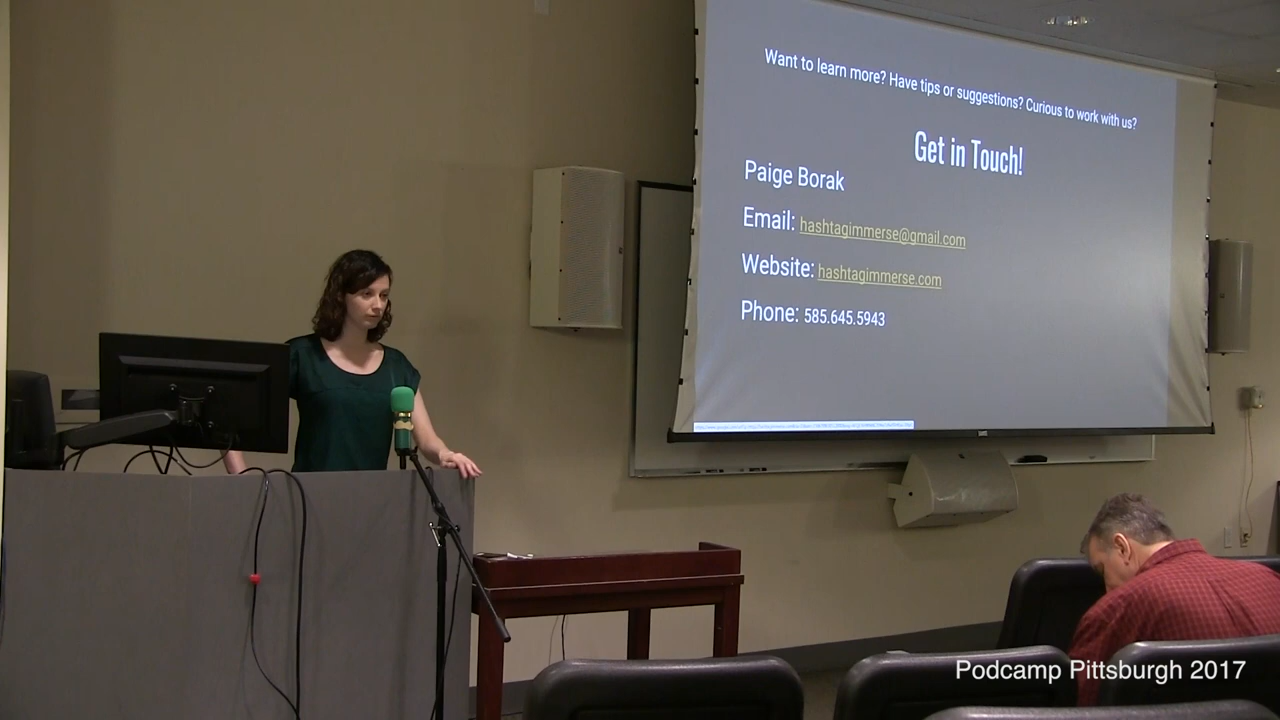 Want to learn more? Have tips or suggestions? Curious to work with us?
Get in Touch!
Paige Borak
Email: hashtagimmerse@gmail.com
Website: hashtagimmerse.com
Phone: 585.645.5943
Podcamp Pittsburgh 2017